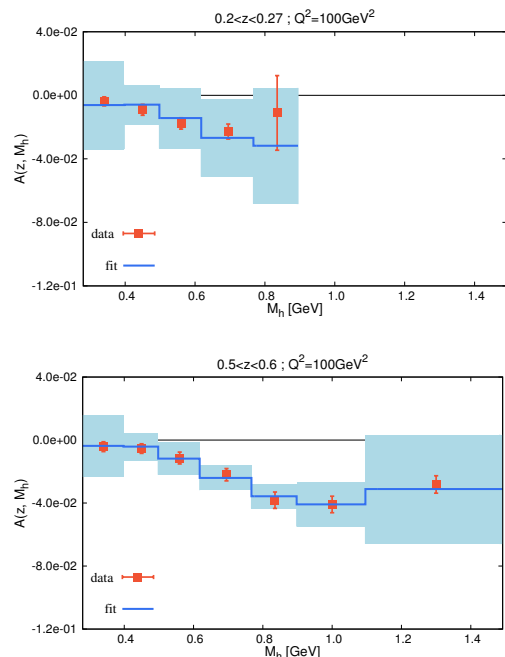 0.2<z<0.27 ; Q²=100GeV²
4.0e-02
0.0e+00
-4.0e-02
-8.0e-02
-1.2e-01
A(z, Mₕ)
data
fit
0.4 0.6 0.8 1.0 1.2 1.4
Mₕ [GeV]
0.5<z<0.6 ; Q²=100GeV²
4.0e-02
0.0e+00
-4.0e-02
-8.0e-02
-1.2e-01
A(z, Mₕ)
data
fit
0.4 0.6 0.8 1.0 1.2 1.4
Mₕ [GeV]